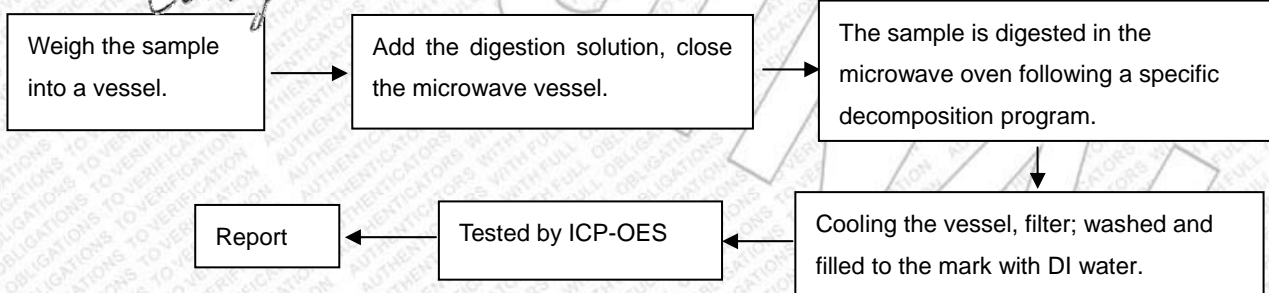 Weigh the sample
into a vessel.
Add the digestion solution, close
the microwave vessel.
The sample is digested in the
microwave oven following a specific
decomposition program.
Cooling the vessel, filter; washed and
filled to the mark with DI water.
Tested by ICP-OES
Report